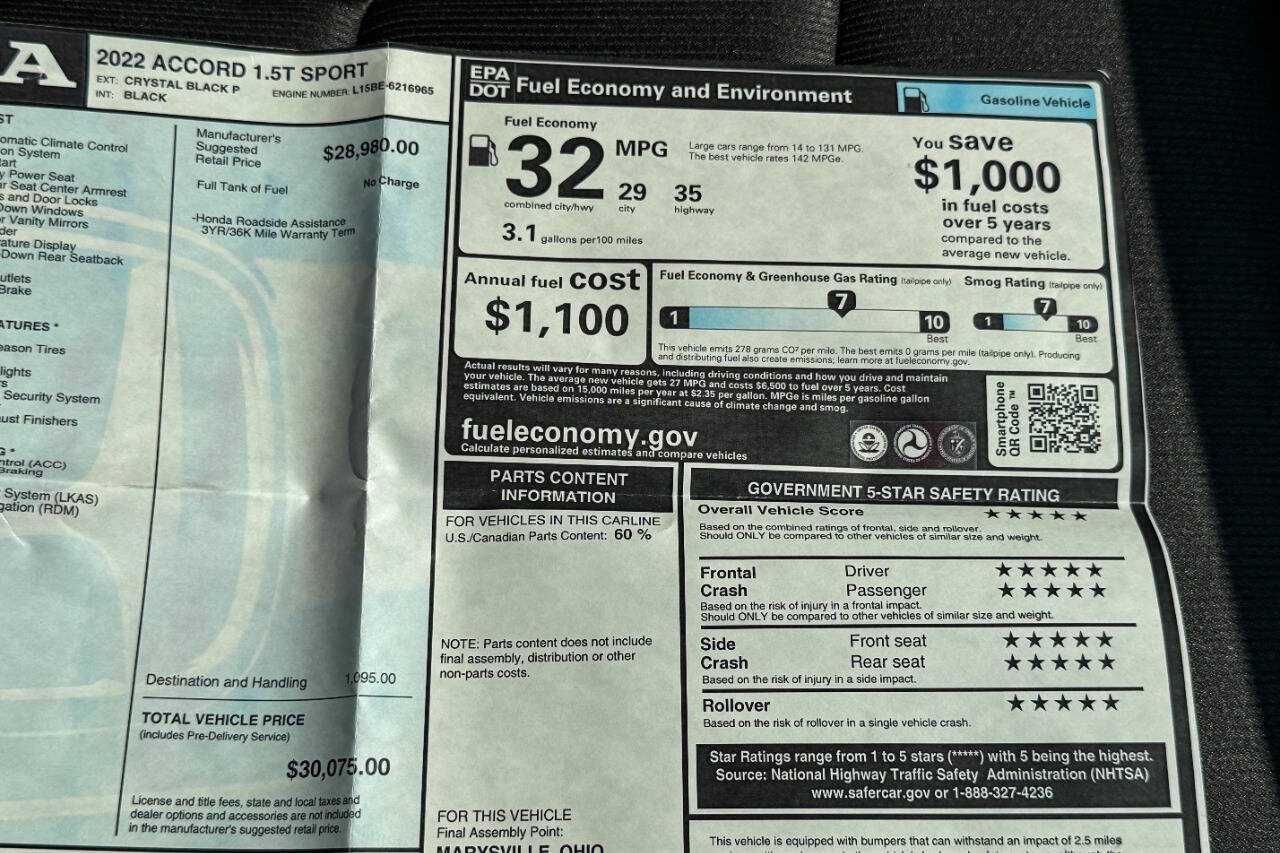 A
2022 ACCORD 1.5T SPORT
EXT: CRYSTAL BLACK P
ENGINE NUMBER: L15BE-6216965
INT: BLACK
ST
omatic Climate Control
on System
tart
y Power Seat
ar Seat Center Armrest
s and Door Locks
Down Windows
or Vanity Mirrors
der
rature Display
-Down Rear Seatback
utlets
Brake
ATURES *
eason Tires
lights
rs
Security System
aust Finishers
G *
ntrol (ACC)
Braking
System (LKAS)
gation (RDM)
Manufacturer's
Suggested
Retail Price
$28,980.00
Full Tank of Fuel
No Charge
-Honda Roadside Assistance
3YR/36K Mile Warranty Term
Destination and Handling
1,095.00
TOTAL VEHICLE PRICE
(includes Pre-Delivery Service)
$30,075.00
License and title fees, state and local taxes and
dealer options and accessories are not included
in the manufacturer's suggested retail price.
EPA
DOT
Fuel Economy and Environment
Gasoline Vehicle
Fuel Economy
32 MPG
Large cars range from 14 to 131 MPG.
The best vehicle rates 142 MPGe.
29
35
combined city/hwy
city
highway
3.1 gallons per100 miles
You save
$1,000
in fuel costs
over 5 years
compared to the
average new vehicle.
Annual fuel cost
$1,100
Fuel Economy & Greenhouse Gas Rating (tailpipe only)
7
1
10
Best
Smog Rating (tailpipe only)
7
1
10
Best
This vehicle emits 278 grams CO² per mile. The best emits 0 grams per mile (tailpipe only). Producing
and distributing fuel also create emissions; learn more at fueleconomy.gov.
Actual results will vary for many reasons, including driving conditions and how you drive and maintain
your vehicle. The average new vehicle gets 27 MPG and costs $6,500 to fuel over 5 years. Cost
estimates are based on 15,000 miles per year at $2.35 per gallon. MPGe is miles per gasoline gallon
equivalent. Vehicle emissions are a significant cause of climate change and smog.
fueleconomy.gov
Calculate personalized estimates and compare vehicles
Smartphone
QR Code ™
PARTS CONTENT
INFORMATION
FOR VEHICLES IN THIS CARLINE
U.S./Canadian Parts Content: 60 %
NOTE: Parts content does not include
final assembly, distribution or other
non-parts costs.
FOR THIS VEHICLE
Final Assembly Point:
MARYSVILLE, OHIO
GOVERNMENT 5-STAR SAFETY RATING
Overall Vehicle Score ★★★★★
Based on the combined ratings of frontal, side and rollover.
Should ONLY be compared to other vehicles of similar size and weight.
Frontal Driver ★★★★★
Crash Passenger ★★★★★
Based on the risk of injury in a frontal impact.
Should ONLY be compared to other vehicles of similar size and weight.
Side Front seat ★★★★★
Crash Rear seat ★★★★★
Based on the risk of injury in a side impact.
Rollover ★★★★★
Based on the risk of rollover in a single vehicle crash.
Star Ratings range from 1 to 5 stars (*****) with 5 being the highest.
Source: National Highway Traffic Safety Administration (NHTSA)
www.safercar.gov or 1-888-327-4236
This vehicle is equipped with bumpers that can withstand an impact of 2.5 miles